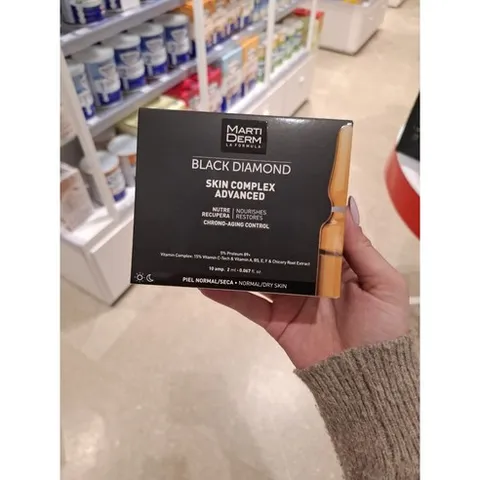 MARTI
DERM
LA FORMULA
BLACK DIAMOND
SKIN COMPLEX
ADVANCED
NUTRE | NOURISHES
RECUPERA | RESTORES
CHRONO-AGING CONTROL
5% Proteum 89+
Vitamin Complex: 15% Vitamin C-Tech & Vitamin A, B5, E, F & Chicory Root Extract
10 amp. 2 ml - 0.067 fl. oz.
PIEL NORMAL/SECA • NORMAL/DRY SKIN